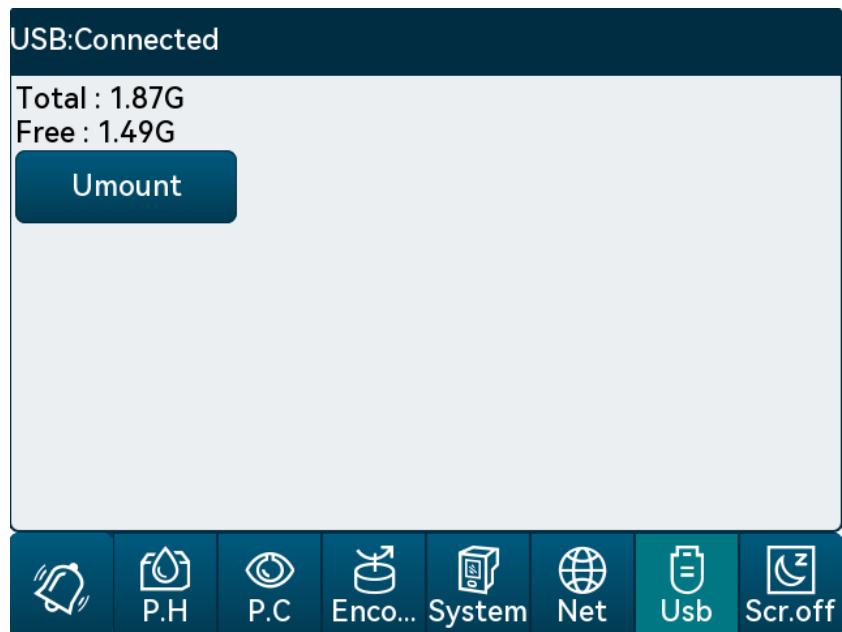 USB:Connected
Total : 1.87G
Free : 1.49G
Umount
P.H
P.C
Enco...
System
Net
Usb
Scr.off